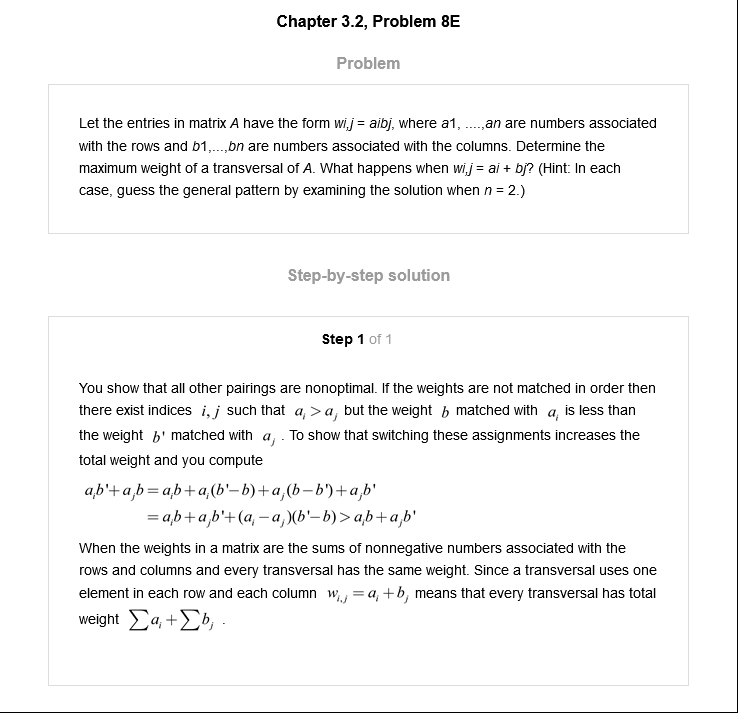 Chapter 3.2, Problem 8E
Problem
Let the entries in matrix A have the form wi,j = aibj, where a1, ....,an are numbers associated
with the rows and b1,...,bn are numbers associated with the columns. Determine the
maximum weight of a transversal of A. What happens when wi,j = ai + bj? (Hint: In each
case, guess the general pattern by examining the solution when n = 2.)
Step-by-step solution
Step 1 of 1
You show that all other pairings are nonoptimal. If the weights are not matched in order then
there exist indices i, j such that a_i > a_j but the weight b matched with a_i is less than
the weight b' matched with a_j . To show that switching these assignments increases the
total weight and you compute
a_i b'+a_j b = a_i b+a_i(b'−b)+a_j(b−b')+a_j b'
= a_i b+a_j b'+(a_i −a_j)(b'−b) > a_i b+a_j b'
When the weights in a matrix are the sums of nonnegative numbers associated with the
rows and columns and every transversal has the same weight. Since a transversal uses one
element in each row and each column w_{i,j} = a_i +b_j means that every transversal has total
weight ∑a_i +∑b_j .